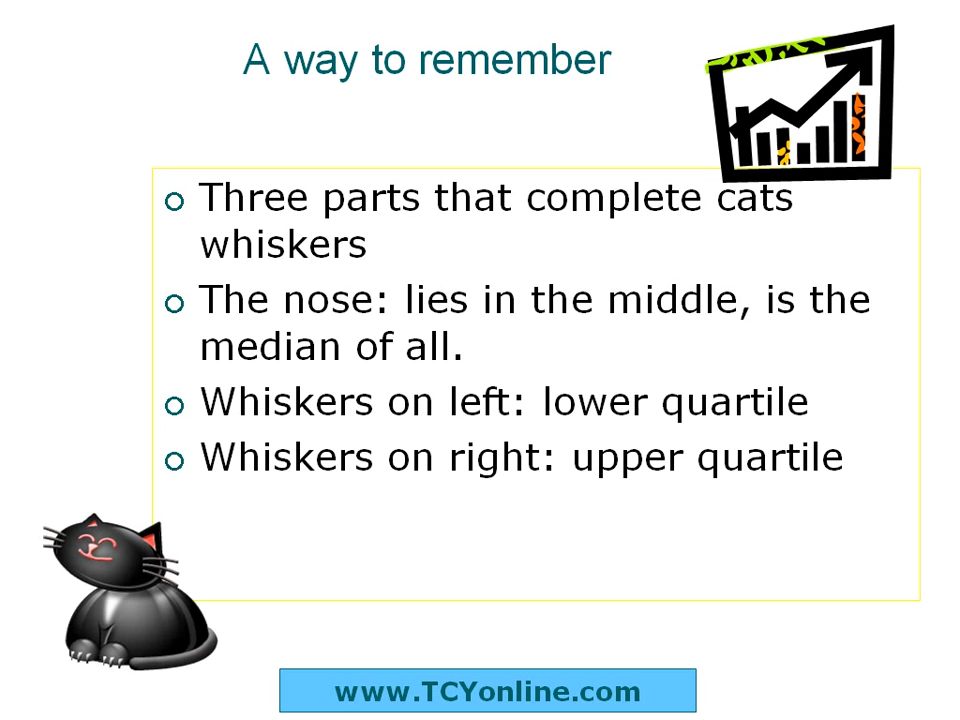 A way to remember
Three parts that complete cats
whiskers
The nose: lies in the middle, is the
median of all.
Whiskers on left: lower quartile
Whiskers on right: upper quartile
www.TCYonline.com